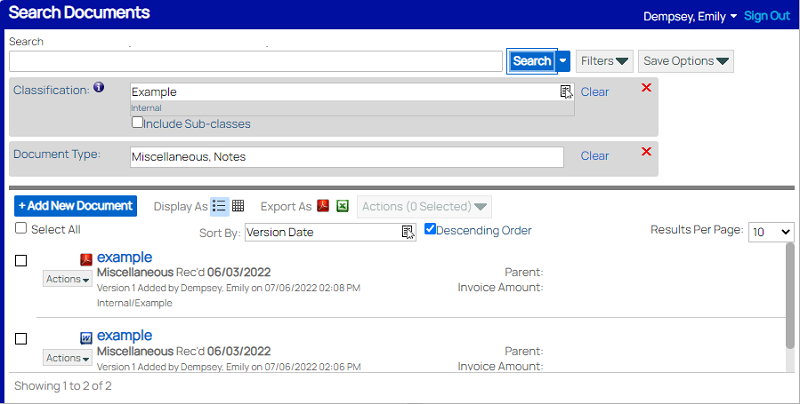 Search Documents
Dempsey, Emily Sign Out
Search
Search Filters Save Options
Classification: Example Clear
Internal
Include Sub-classes
Document Type: Miscellaneous, Notes Clear
+ Add New Document Display As Export As Actions (0 Selected)
Select All Sort By: Version Date Descending Order Results Per Page: 10
example
Actions Miscellaneous Rec'd 06/03/2022 Parent:
Version 1 Added by Dempsey, Emily on 07/06/2022 02:08 PM Invoice Amount:
Internal/Example
example
Actions Miscellaneous Rec'd 06/03/2022 Parent:
Version 1 Added by Dempsey, Emily on 07/06/2022 02:06 PM Invoice Amount:
Showing 1 to 2 of 2